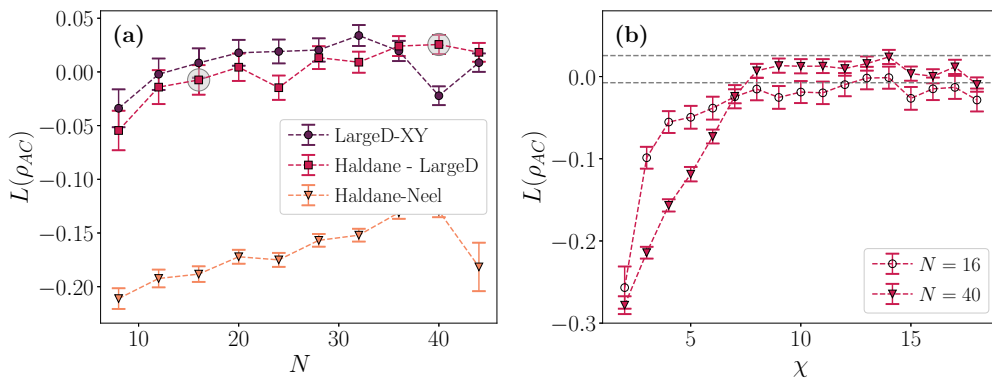 (a)
0.05
0.00
−0.05
−0.10
−0.15
−0.20
L(ρ_AC)
10
20
30
40
N
LargeD-XY
Haldane - LargeD
Haldane-Neel
(b)
0.0
−0.1
−0.2
−0.3
L(ρ_AC)
5
10
15
χ
N = 16
N = 40